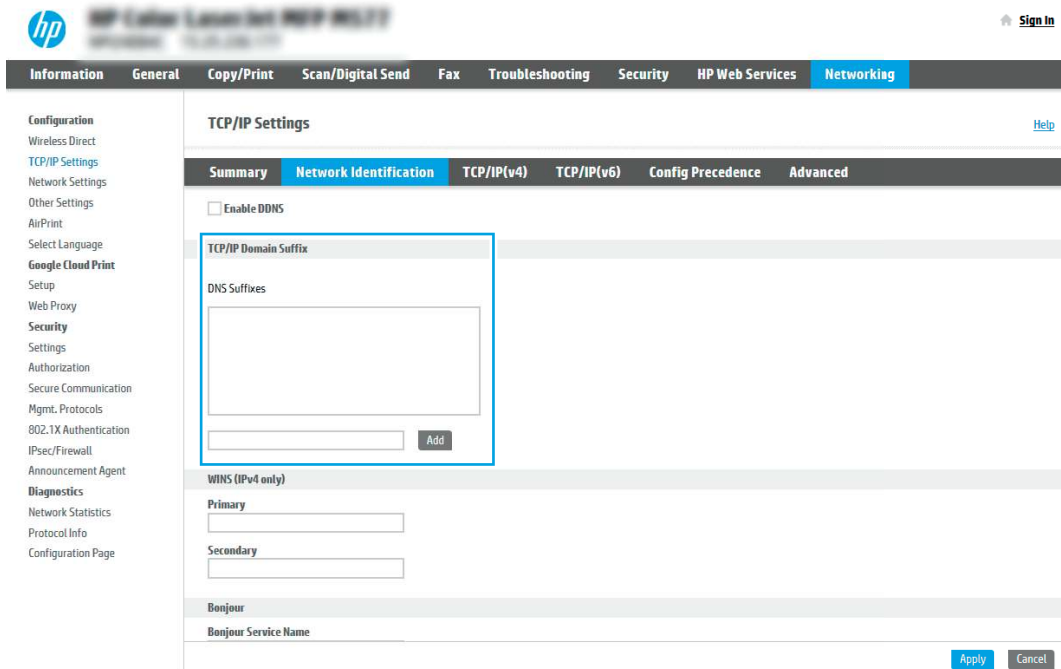 hp
Sign In
Information General Copy/Print Scan/Digital Send Fax Troubleshooting Security HP Web Services Networking
Configuration
Wireless Direct
TCP/IP Settings
Network Settings
Other Settings
AirPrint
Select Language
Google Cloud Print
Setup
Web Proxy
Security
Settings
Authorization
Secure Communication
Mgmt. Protocols
802.1X Authentication
IPsec/Firewall
Announcement Agent
Diagnostics
Network Statistics
Protocol Info
Configuration Page
TCP/IP Settings
Help
Summary Network Identification TCP/IP(v4) TCP/IP(v6) Config Precedence Advanced
Enable DDNS
TCP/IP Domain Suffix
DNS Suffixes
Add
WINS (IPv4 only)
Primary
Secondary
Bonjour
Bonjour Service Name
Apply Cancel